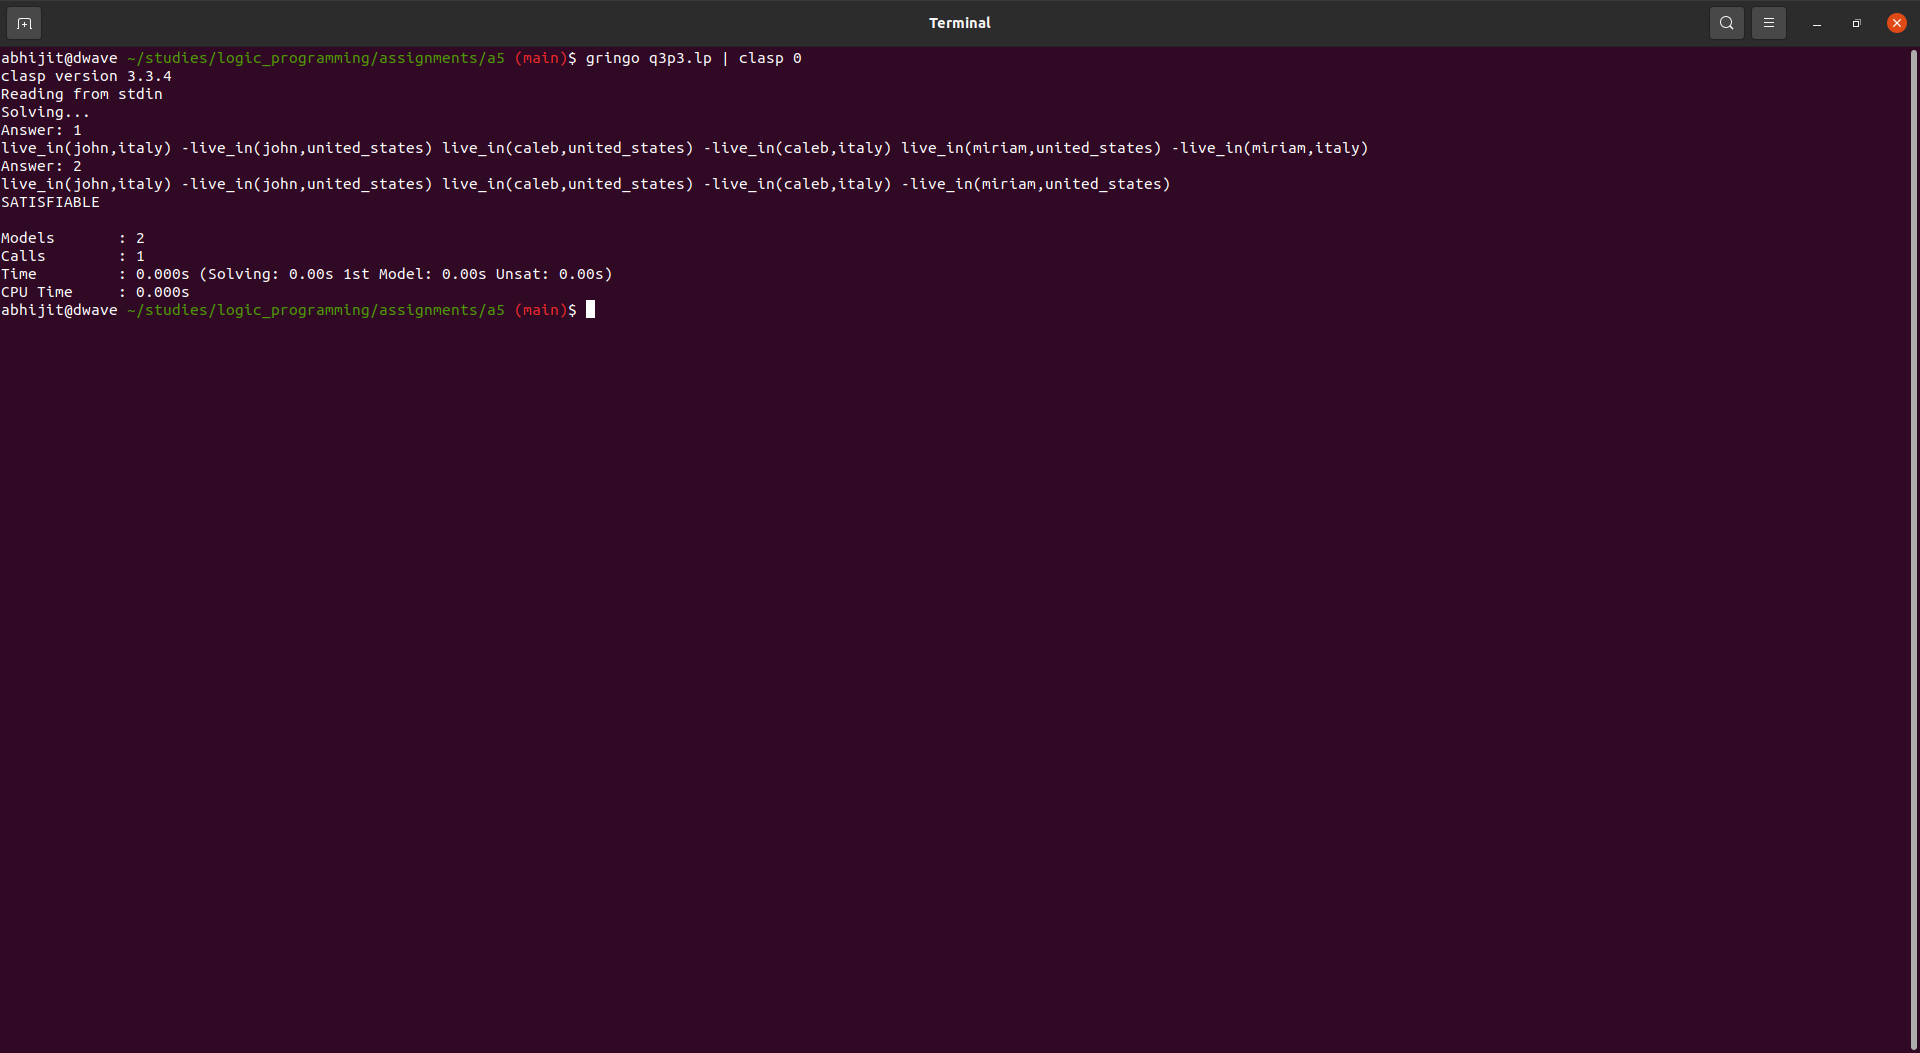 Terminal
abhijit@dwave ~/studies/logic_programming/assignments/a5 (main)$ gringo q3p3.lp | clasp 0
clasp version 3.3.4
Reading from stdin
Solving...
Answer: 1
live_in(john,italy) -live_in(john,united_states) live_in(caleb,united_states) -live_in(caleb,italy) live_in(miriam,united_states) -live_in(miriam,italy)
Answer: 2
live_in(john,italy) -live_in(john,united_states) live_in(caleb,united_states) -live_in(caleb,italy) -live_in(miriam,united_states)
SATISFIABLE
Models       : 2
Calls        : 1
Time         : 0.000s (Solving: 0.00s 1st Model: 0.00s Unsat: 0.00s)
CPU Time     : 0.000s
abhijit@dwave ~/studies/logic_programming/assignments/a5 (main)$